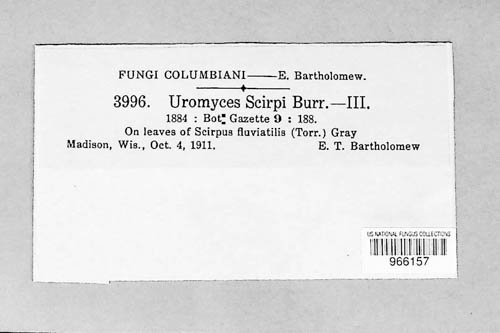 FUNGI COLUMBIANI——E. Bartholomew.
3996. Uromyces Scirpi Burr.—III.
1884 : Bot. Gazette 9 : 188.
On leaves of Scirpus fluviatilis (Torr.) Gray
Madison, Wis., Oct. 4, 1911. E. T. Bartholomew
US NATIONAL FUNGUS COLLECTIONS
966157